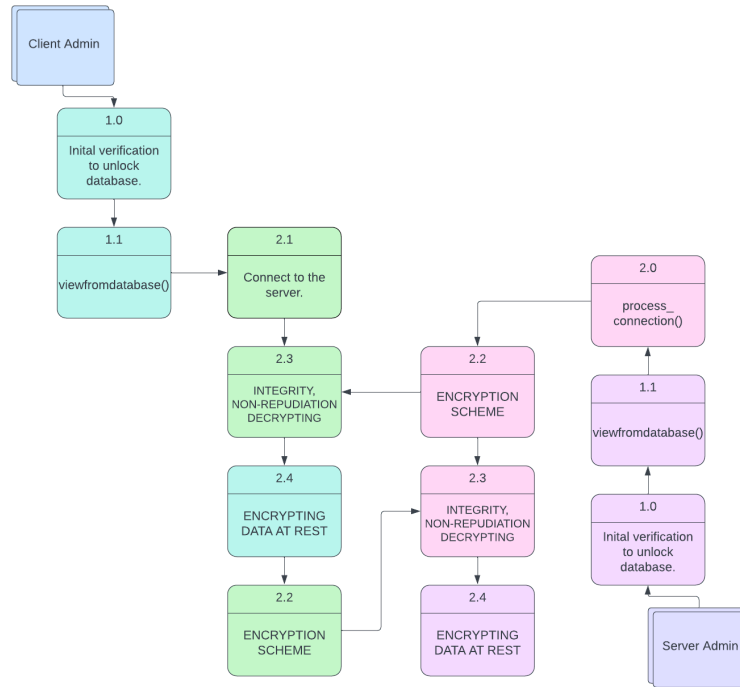 Client Admin
1.0
Inital verification
to unlock
database.
1.1
viewfromdatabase()
2.1
Connect to the
server.
2.3
INTEGRITY,
NON-REPUDIATION
DECRYPTING
2.4
ENCRYPTING
DATA AT REST
2.2
ENCRYPTION
SCHEME
2.2
ENCRYPTION
SCHEME
2.3
INTEGRITY,
NON-REPUDIATION
DECRYPTING
2.4
ENCRYPTING
DATA AT REST
2.0
process_
connection()
1.1
viewfromdatabase()
1.0
Inital verification
to unlock
database.
Server Admin